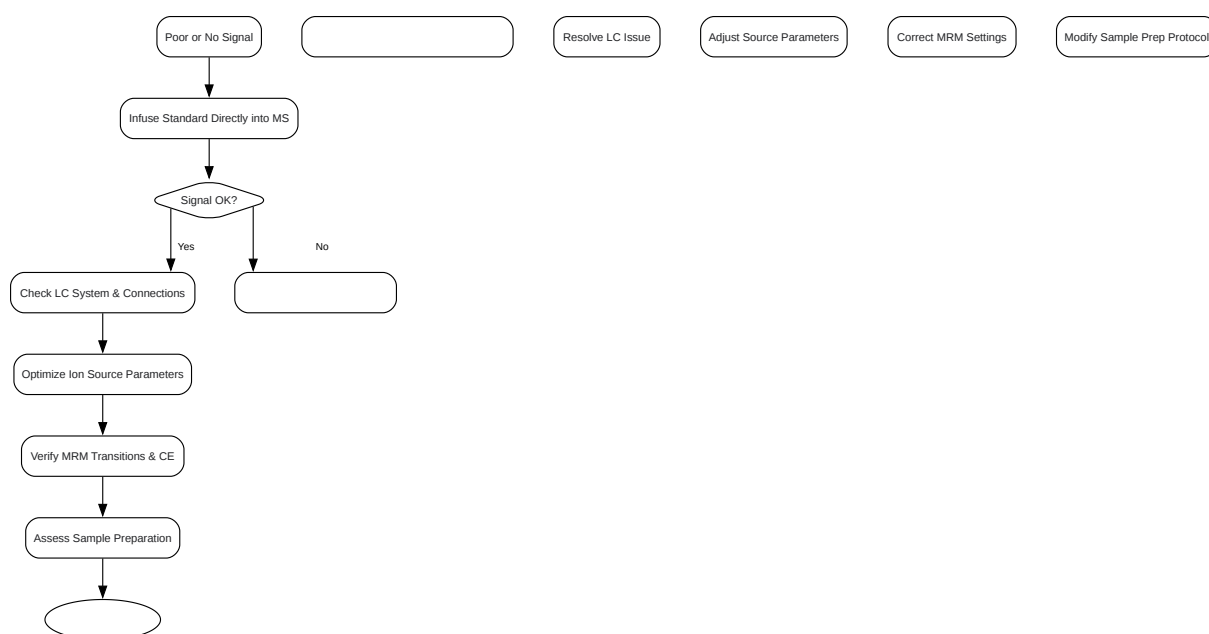 Poor or No Signal
Resolve LC Issue
Adjust Source Parameters
Correct MRM Settings
Modify Sample Prep Protocol
Infuse Standard Directly into MS
Signal OK?
Yes
No
Check LC System & Connections
Optimize Ion Source Parameters
Verify MRM Transitions & CE
Assess Sample Preparation